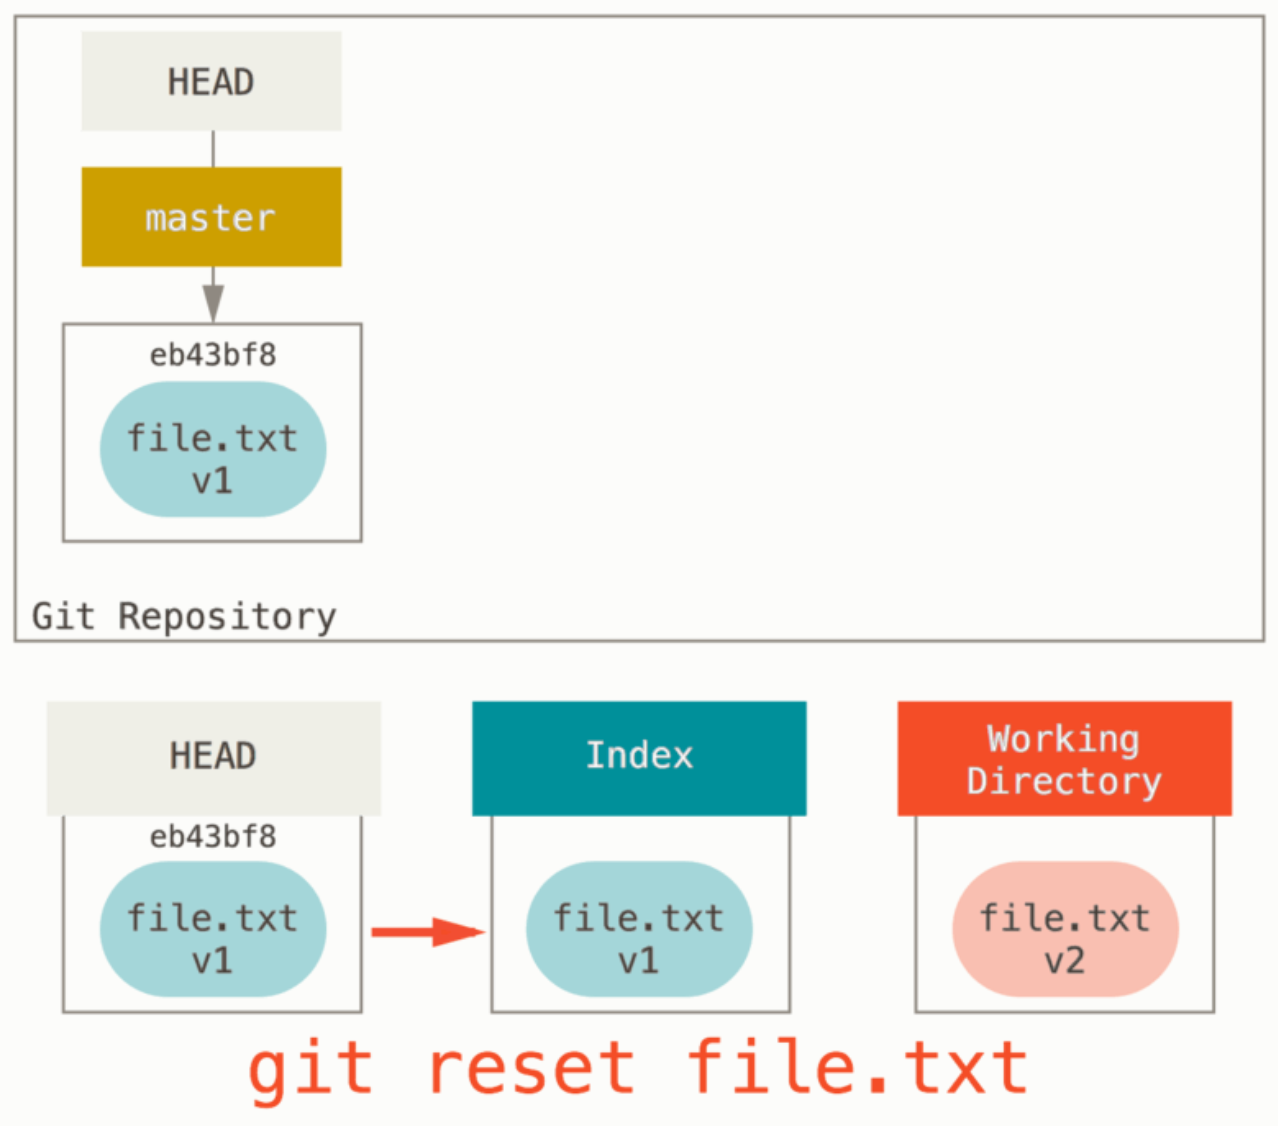 HEAD
master
eb43bf8
file.txt
v1
Git Repository
HEAD
eb43bf8
file.txt
v1
Index
file.txt
v1
Working
Directory
file.txt
v2
git reset file.txt